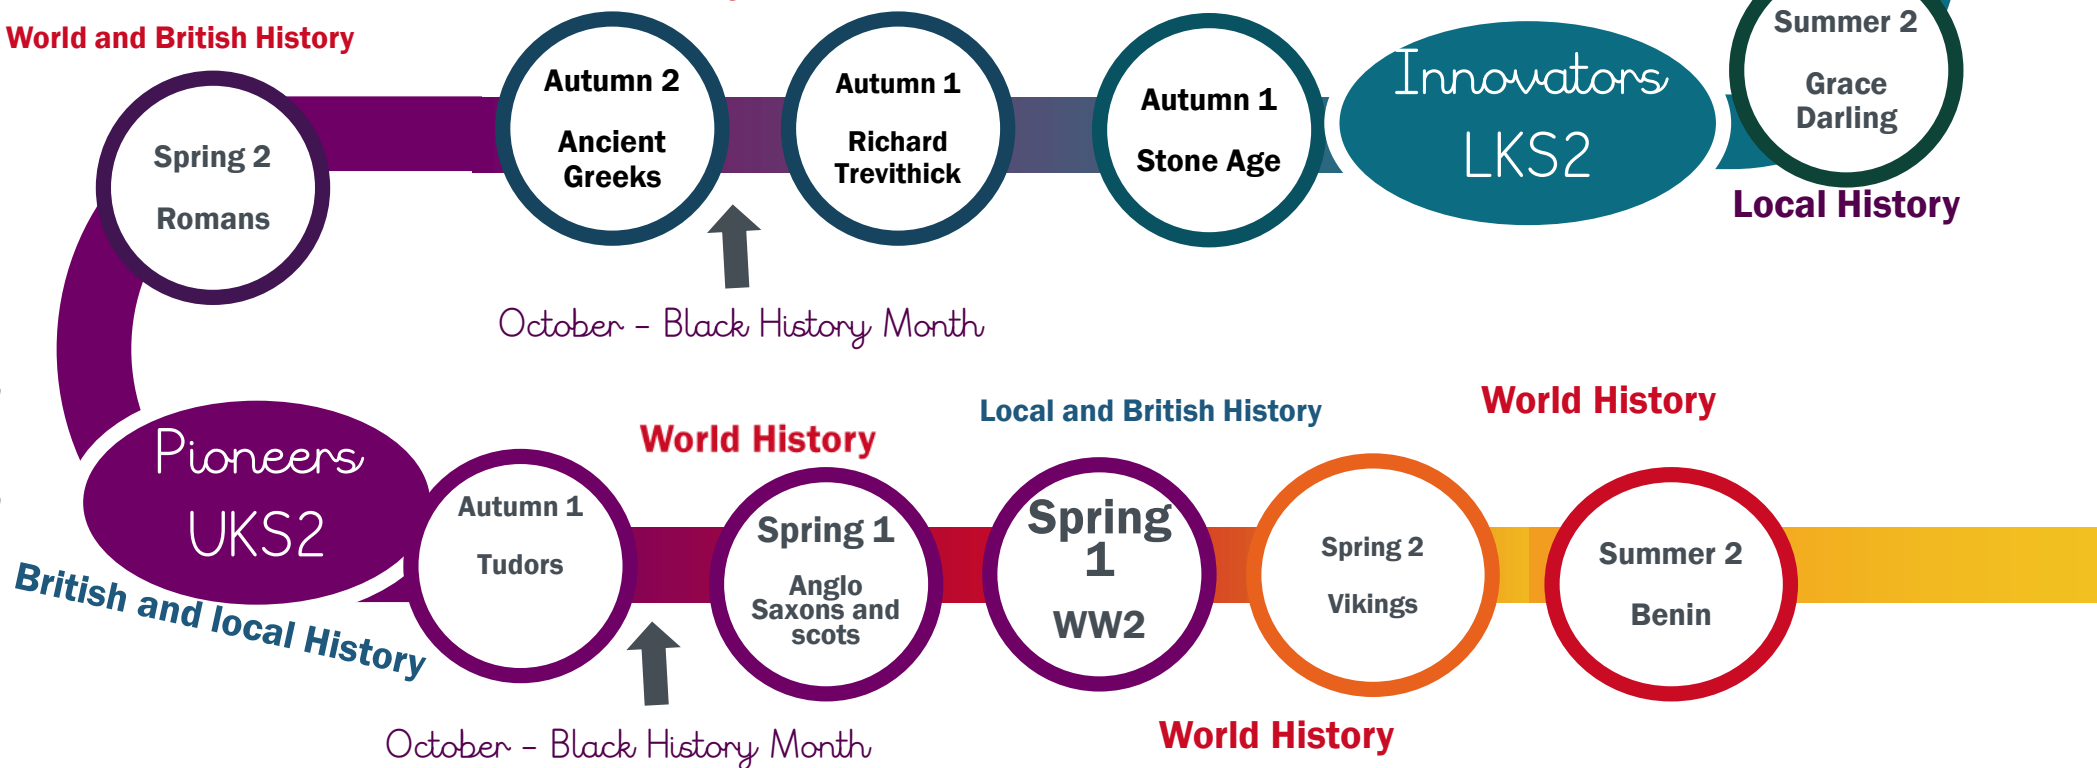 World and British History
Spring 2
Romans
Autumn 2
Ancient
Greeks
Autumn 1
Richard
Trevithick
Autumn 1
Stone Age
Innovators
LKS2
Summer 2
Grace
Darling
Local History
October - Black History Month
Pioneers
UKS2
British and local History
Autumn 1
Tudors
World History
Spring 1
Anglo
Saxons and
scots
Local and British History
Spring
1
WW2
Spring 2
Vikings
World History
World History
Summer 2
Benin
October - Black History Month